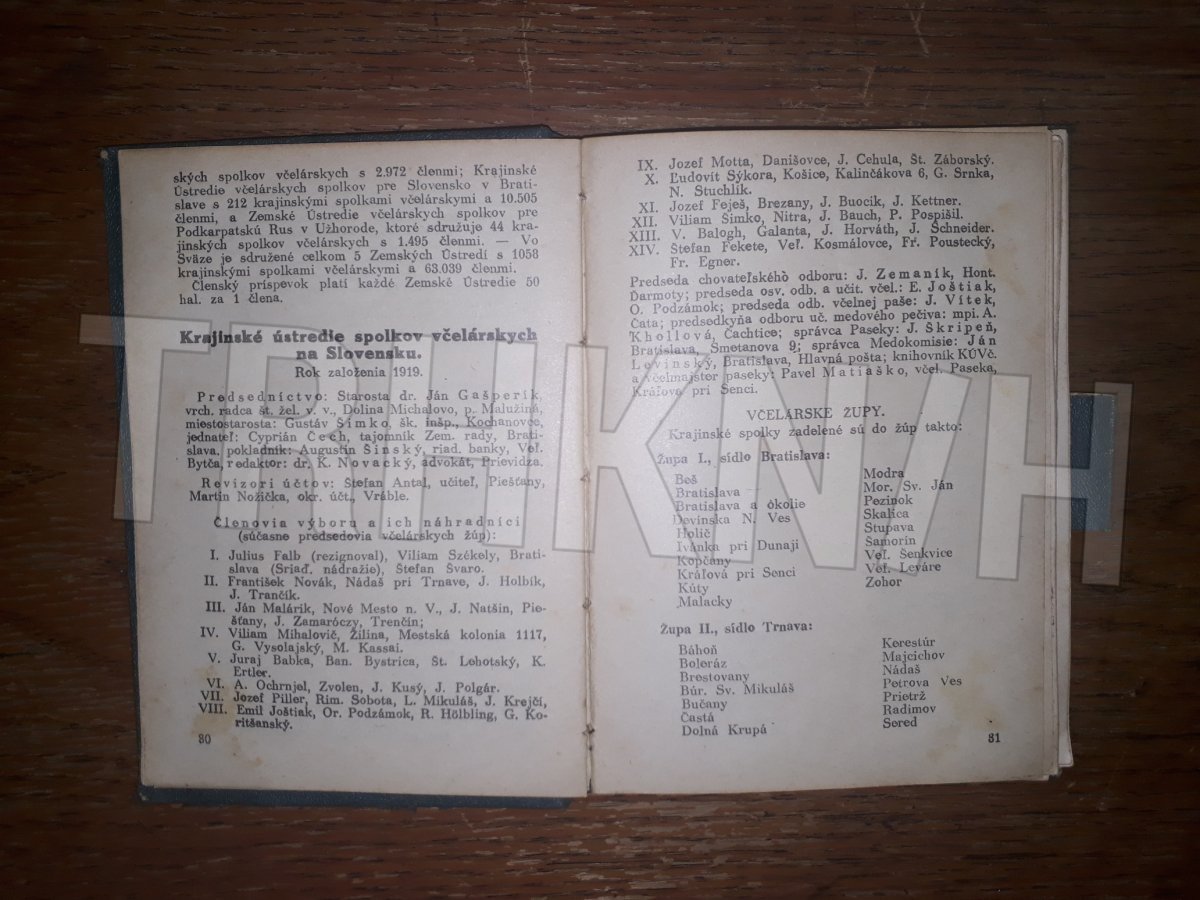 ských spolkov včelárskych s 2.972 členmi; Krajinské
Ústredie včelárskych spolkov pre Slovensko v Brati-
slave s 212 krajinskými spolkami včelárskymi a 10.505
členmi, a Zemské Ústredie včelárskych spolkov pre
Podkarpatskú Rus v Užhorode, ktoré sdružuje 44 kra-
jinských spolkov včelárskych s 1.495 členmi. — Vo
Sväze je sdružené celkom 5 Zemských Ústredí s 1058
krajinskými spolkami včelárskymi a 63.039 členmi.
Členský príspevok platí každé Zemské Ústredie 50
hal. za 1 člena.
Krajinské ústredie spolkov včelárskych
na Slovensku.
Rok založenia 1919.
Predsedníctvo: Starosta dr. Ján Gašperík,
vrch. radca št. žel. v. v., Dolina Michalovo, p. Malužiná,
miestostarosta: Gustáv Šimko, šk. inšp., Kochanovce,
jednateľ: Cyprián Čech, tajomník Zem. rady, Brati-
slava, pokladník: Augustín Šinský, riad. banky, Veľ.
Bytča, redaktor: dr. K. Novacký, advokát, Prievidza.
Revizori účtov: Štefan Antal, učiteľ, Piešťany,
Martin Nožička, okr. účt., Vráble.
Členovia výboru a ich náhradníci
(súčasne predsedovia včelárskych žúp):
I. Julius Falb (rezignoval), Viliam Székely, Brati-
slava (Sriaď. nádražie), Štefan Švaro.
II. František Novák, Nádaš pri Trnave, J. Holbík,
J. Trančík.
III. Ján Malárik, Nové Mesto n. V., J. Natšin, Pie-
šťany, J. Zamaróczy, Trenčín;
IV. Viliam Mihalovič, Žilina, Mestská kolonia 1117,
G. Vysolajský, M. Kassai.
V. Juraj Babka, Ban. Bystrica, Št. Lehotský, K.
Ertler.
VI. A. Ochrnjel, Zvolen, J. Kusý, J. Polgár.
VII. Jozef Piller, Rim. Sobota, L. Mikuláš, J. Krejčí,
VIII. Emil Joštiak, Or. Podzámok, R. Hölbling, G. Ko-
ritšanský.
80
IX. Jozef Motta, Danišovce, J. Cehula, Št. Záborský.
X. Ľudovít Sýkora, Košice, Kalinčákova 6, G. Srnka,
N. Stuchlík.
XI. Jozef Feješ, Brezany, J. Buocik, J. Kettner.
XII. Viliam Šimko, Nitra, J. Bauch, P. Pospíšil.
XIII. V. Balogh, Galanta, J. Horváth, J. Schneider.
XIV. Štefan Fekete, Veľ. Kosmálovce, Fř. Poustecký,
Fr. Egner.
Predseda chovateľského odboru: J. Zemaník, Hont.
Ďarmoty; predseda osv. odb. a učit. včel.: E. Joštiak,
O. Podzámok; predseda odb. včelnej paše: J. Vítek,
Čata; predsedkyňa odboru uč. medového pečiva: mpi. A.
Khollová, Čachtice; správca Paseky: J. Škripeň,
Bratislava, Smetanova 9; správca Medokomisie: Ján
Levinský, Bratislava, Hlavná pošta; knihovník KÚVč.
a včelmajster paseky: Pavel Matiaško, včel. Paseka,
Kráľová pri Senci.
VČELÁRSKE ŽUPY.
Krajinské spolky zadelené sú do žúp takto:
Župa I., sídlo Bratislava:
Beš
Bratislava
Bratislava a okolie
Devínska N. Ves
Holič
Ivánka pri Dunaji
Kopčany
Kráľová pri Senci
Kúty
Malacky
Modra
Mor. Sv. Ján
Pezinok
Skalica
Stupava
Šamorín
Veľ. Šenkvice
Veľ. Leváre
Zohor
Župa II., sídlo Trnava:
Báhoň
Boleráz
Brestovany
Búr. Sv. Mikuláš
Bučany
Častá
Dolná Krupá
Kerestúr
Majcichov
Nádaš
Petrova Ves
Prietrž
Radimov
Sered
81